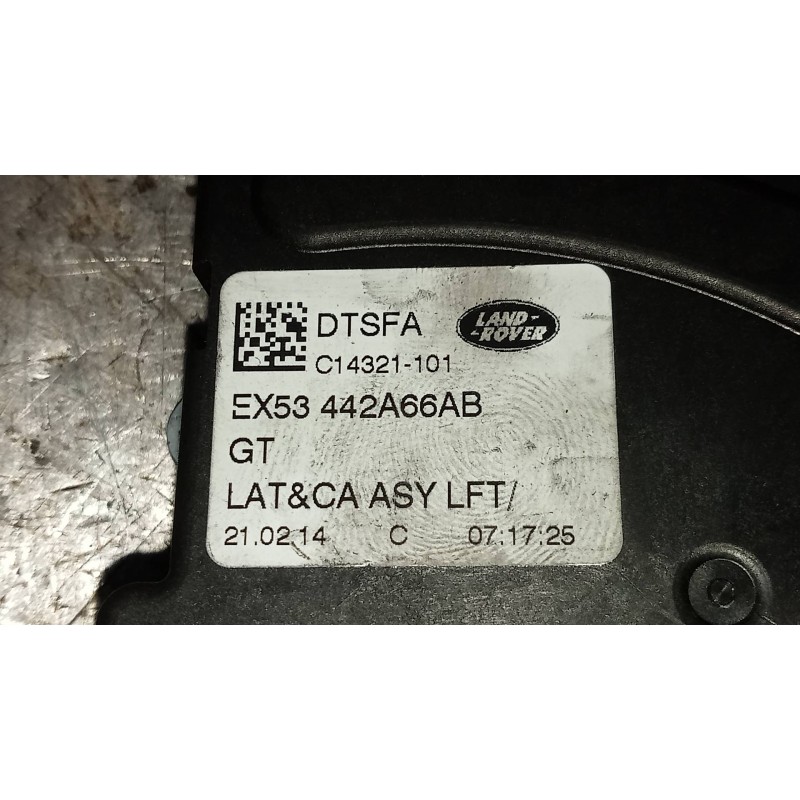 DTSFA
LAND-
ROVER
C14321-101
EX53 442A66AB
GT
LAT&CA ASY LFT/
21.02.14 C 07:17:25